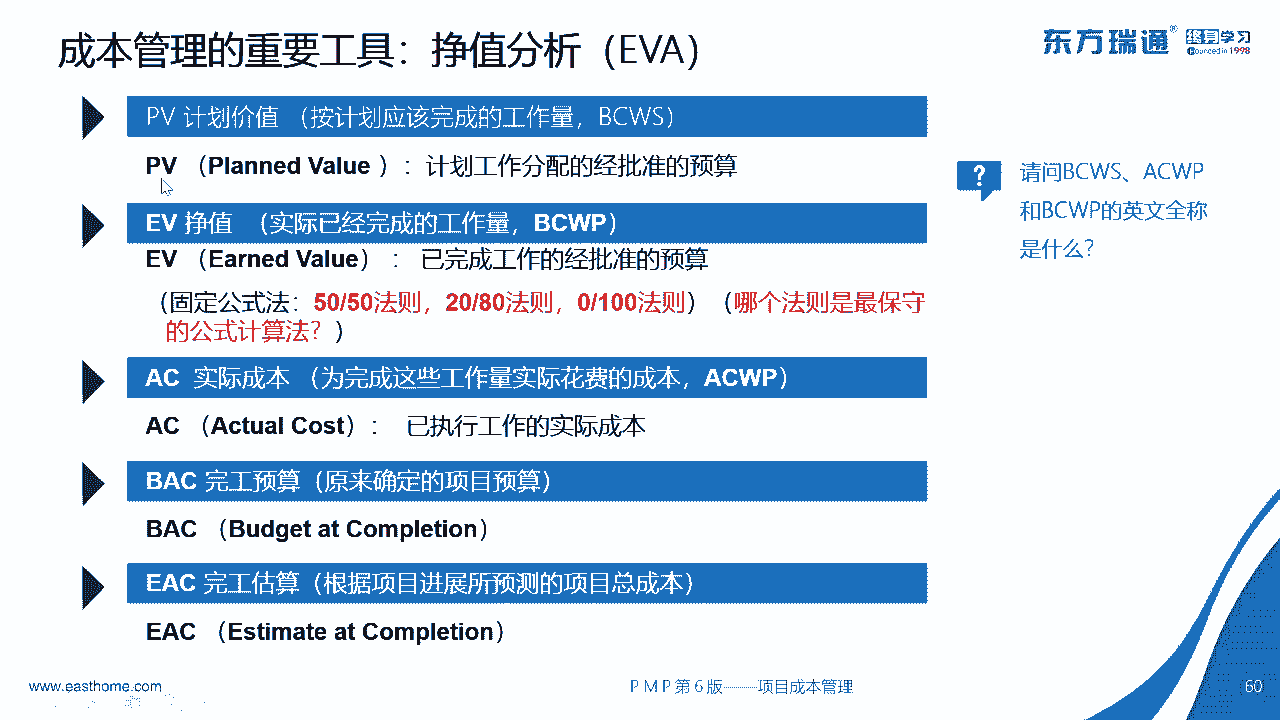 成本管理的重要工具：挣值分析（EVA）
东方瑞通® 终身学习
Founded in 1998
PV 计划价值 （按计划应该完成的工作量，BCWS）
PV （Planned Value ）：计划工作分配的经批准的预算
EV 挣值 （实际已经完成的工作量，BCWP）
EV （Earned Value）： 已完成工作的经批准的预算
（固定公式法：50/50法则，20/80法则，0/100法则）（哪个法则是最保守
的公式计算法？）
AC 实际成本 （为完成这些工作量实际花费的成本，ACWP）
AC （Actual Cost）： 已执行工作的实际成本
BAC 完工预算（原来确定的项目预算）
BAC （Budget at Completion）
EAC 完工估算（根据项目进展所预测的项目总成本）
EAC （Estimate at Completion）
?
请问BCWS、ACWP
和BCWP的英文全称
是什么？
www.easthome.com
PMP第6版——项目成本管理
60